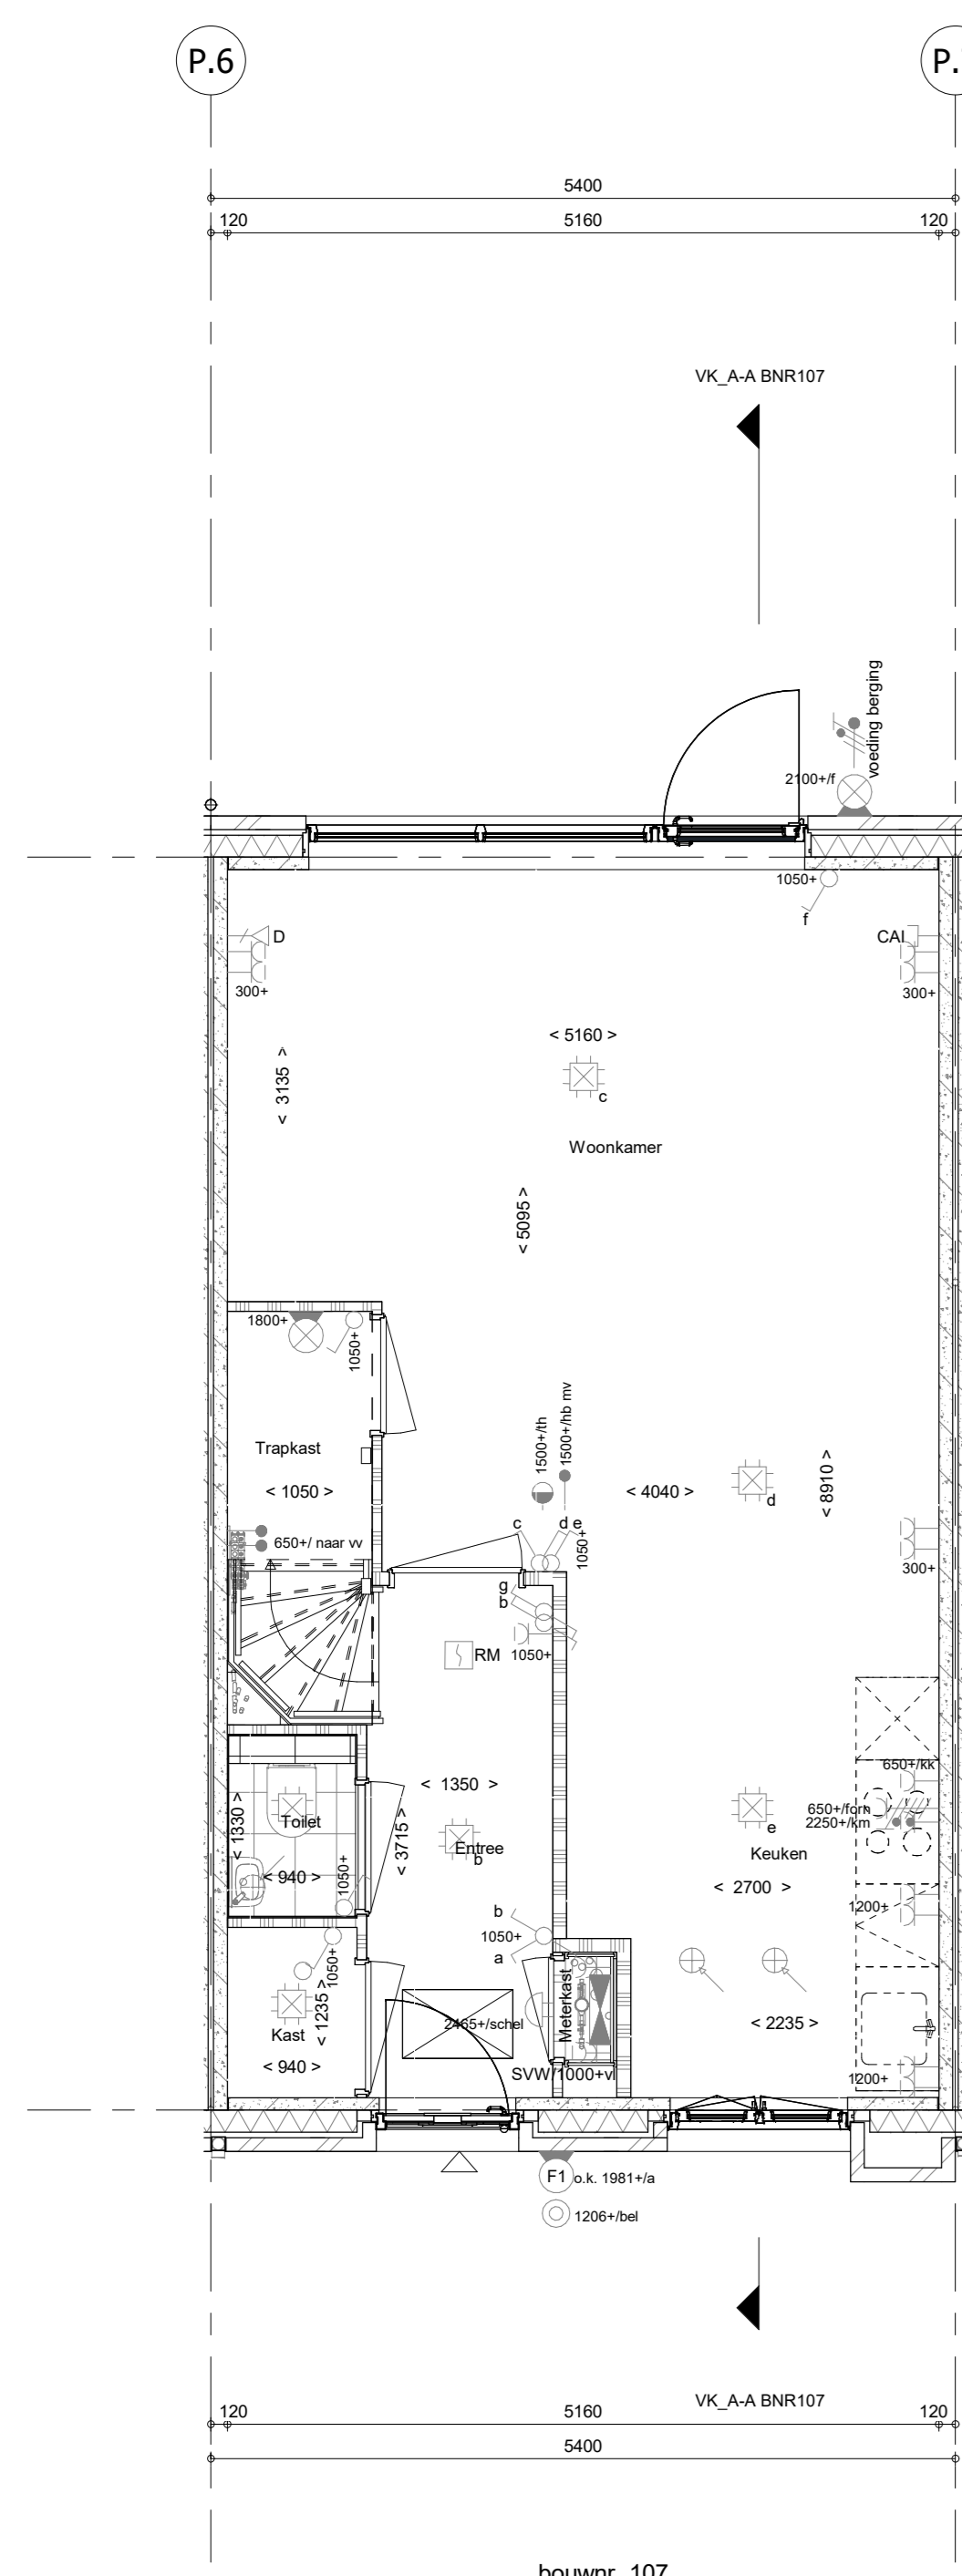 P.6
P.
5400
120
5160
120
VK_A-A BNR107
voeding berging
2100+/f
1050+
f
D
CAI
300+
300+
< 5160 >
< 3135 >
c
Woonkamer
< 5095 >
1800+
1050+
1500+/th
1500+/hb mv
Trapkast
< 8910 >
< 1050 >
< 4040 >
d
c
d e
650+/ naar vv
1050+
300+
g
b
RM
1050+
650+/kk
< 1350 >
650+/forn
2250+/km
< 1330 >
Toilet
< 3715 >
Entree
b
e
Keuken
< 940 >
1050+
< 2700 >
b
1200+
1050+
a
1050+
Meterkast
< 1235 >
Kast
2465+/schel
< 2235 >
< 940 >
SVW/1000+vl
1200+
F1
o.k. 1981+/a
1206+/bel
VK_A-A BNR107
120
5160
120
5400
bouwnr. 107